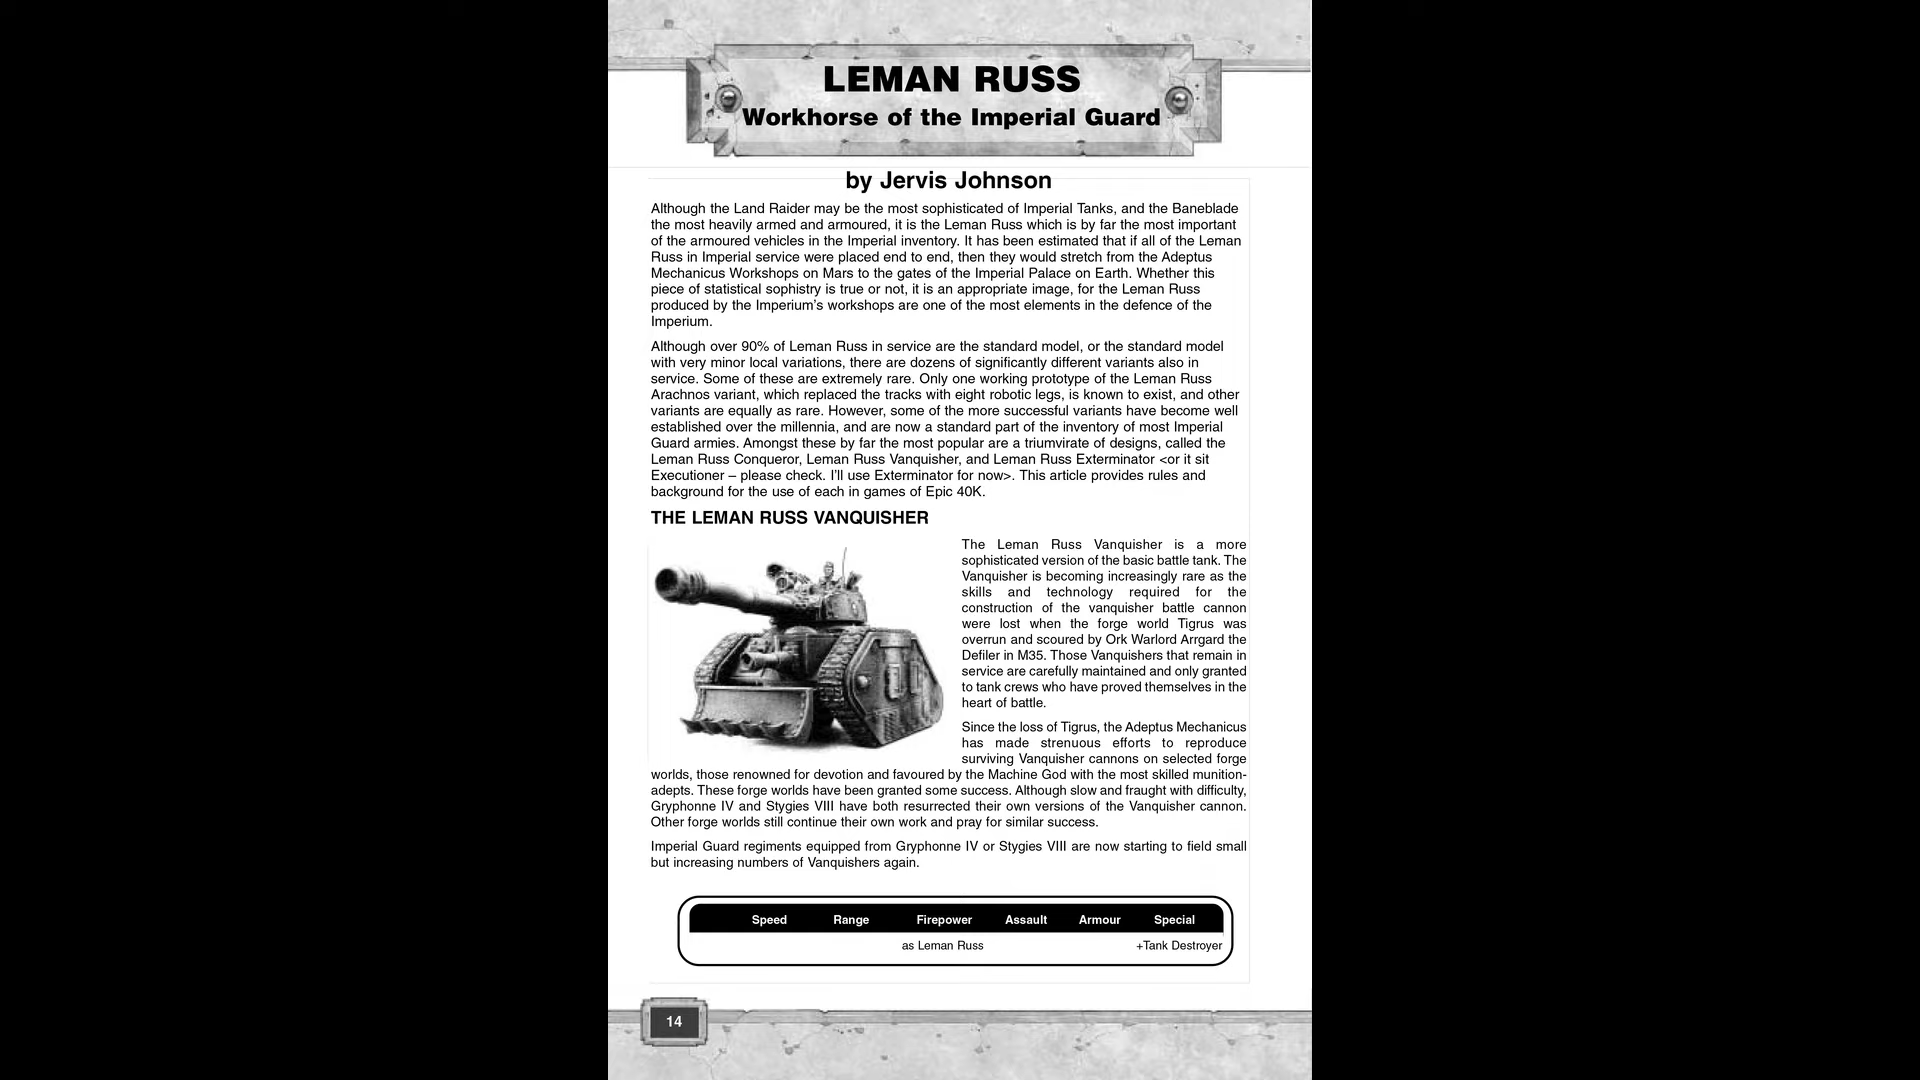 LEMAN RUSS
Workhorse of the Imperial Guard
by Jervis Johnson
Although the Land Raider may be the most sophisticated of Imperial Tanks, and the Baneblade
the most heavily armed and armoured, it is the Leman Russ which is by far the most important
of the armoured vehicles in the Imperial inventory. It has been estimated that if all of the Leman
Russ in Imperial service were placed end to end, then they would stretch from the Adeptus
Mechanicus Workshops on Mars to the gates of the Imperial Palace on Earth. Whether this
piece of statistical sophistry is true or not, it is an appropriate image, for the Leman Russ
produced by the Imperium's workshops are one of the most elements in the defence of the
Imperium.
Although over 90% of Leman Russ in service are the standard model, or the standard model
with very minor local variations, there are dozens of significantly different variants also in
service. Some of these are extremely rare. Only one working prototype of the Leman Russ
Arachnos variant, which replaced the tracks with eight robotic legs, is known to exist, and other
variants are equally as rare. However, some of the more successful variants have become well
established over the millennia, and are now a standard part of the inventory of most Imperial
Guard armies. Amongst these by far the most popular are a triumvirate of designs, called the
Leman Russ Conqueror, Leman Russ Vanquisher, and Leman Russ Exterminator <or it sit
Executioner – please check. I'll use Exterminator for now>. This article provides rules and
background for the use of each in games of Epic 40K.
THE LEMAN RUSS VANQUISHER
The Leman Russ Vanquisher is a more
sophisticated version of the basic battle tank. The
Vanquisher is becoming increasingly rare as the
skills and technology required for the
construction of the vanquisher battle cannon
were lost when the forge world Tigrus was
overrun and scoured by Ork Warlord Arrgard the
Defiler in M35. Those Vanquishers that remain in
service are carefully maintained and only granted
to tank crews who have proved themselves in the
heart of battle.
Since the loss of Tigrus, the Adeptus Mechanicus
has made strenuous efforts to reproduce
surviving Vanquisher cannons on selected forge
worlds, those renowned for devotion and favoured by the Machine God with the most skilled munition-
adepts. These forge worlds have been granted some success. Although slow and fraught with difficulty,
Gryphonne IV and Stygies VIII have both resurrected their own versions of the Vanquisher cannon.
Other forge worlds still continue their own work and pray for similar success.
Imperial Guard regiments equipped from Gryphonne IV or Stygies VIII are now starting to field small
but increasing numbers of Vanquishers again.
Speed Range Firepower Assault Armour Special
as Leman Russ +Tank Destroyer
14